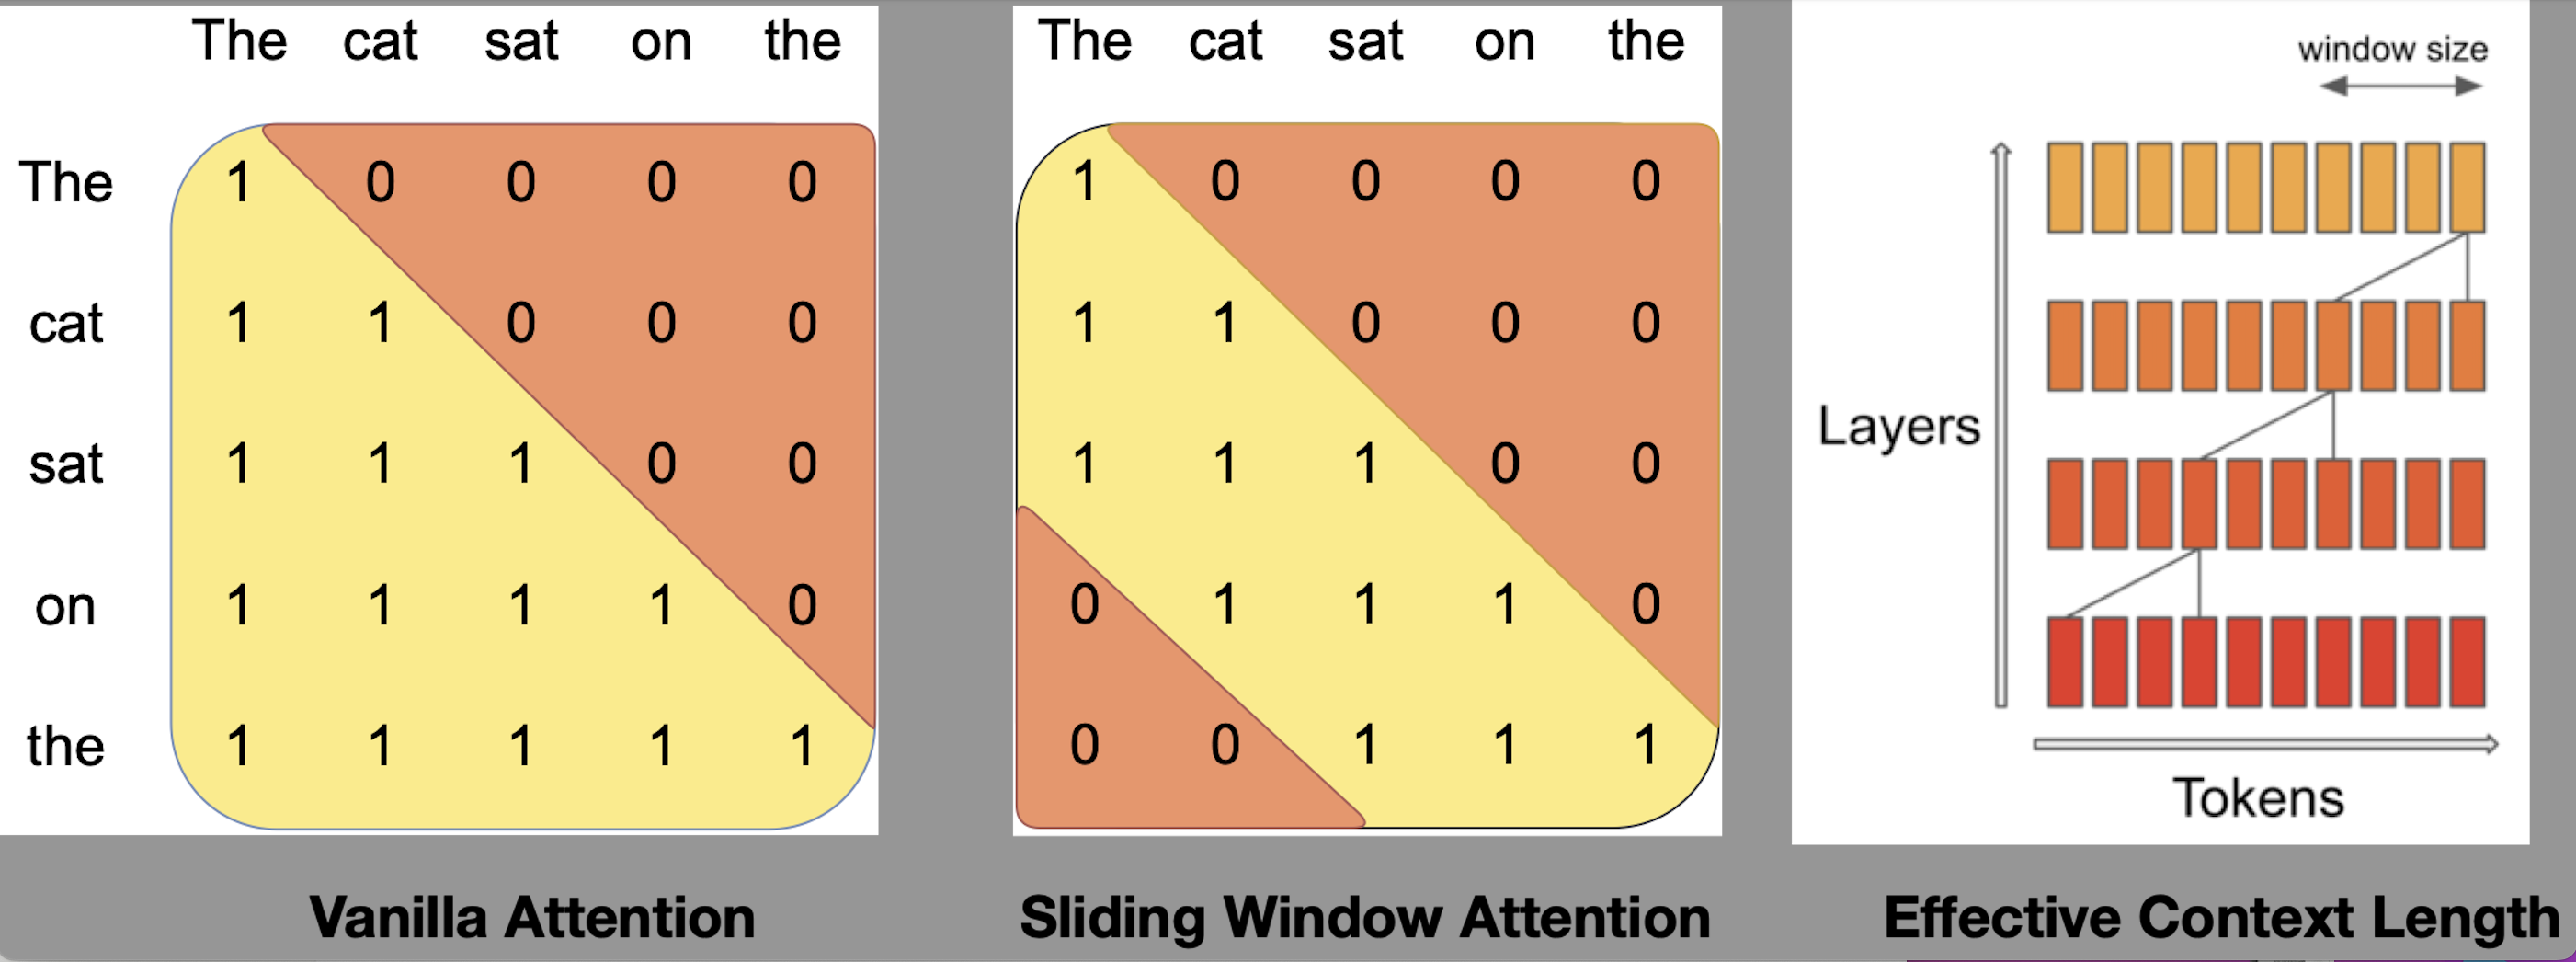 The cat sat on the
The 1 0 0 0 0
cat 1 1 0 0 0
sat 1 1 1 0 0
on 1 1 1 1 0
the 1 1 1 1 1
Vanilla Attention
The cat sat on the
1 0 0 0 0
1 1 0 0 0
1 1 1 0 0
0 1 1 1 0
0 0 1 1 1
Sliding Window Attention
window size
Layers
Tokens
Effective Context Length